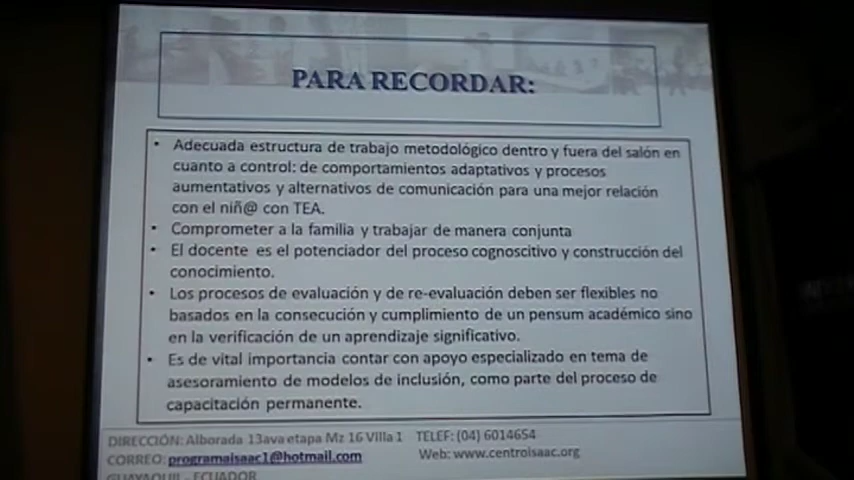 PARA RECORDAR:
• Adecuada estructura de trabajo metodológico dentro y fuera del salón en
cuanto a control: de comportamientos adaptativos y procesos
aumentativos y alternativos de comunicación para una mejor relación
con el niñ@ con TEA.
• Comprometer a la familia y trabajar de manera conjunta
• El docente es el potenciador del proceso cognoscitivo y construcción del
conocimiento.
• Los procesos de evaluación y de re-evaluación deben ser flexibles no
basados en la consecución y cumplimiento de un pensum académico sino
en la verificación de un aprendizaje significativo.
• Es de vital importancia contar con apoyo especializado en tema de
asesoramiento de modelos de inclusión, como parte del proceso de
capacitación permanente.
DIRECCIÓN: Alborada 13ava etapa Mz 16 Villa 1 TELEF: (04) 6014654
CORREO: programaisaac1@hotmail.com Web: www.centroisaac.org
GUAYAQUIL - ECUADOR